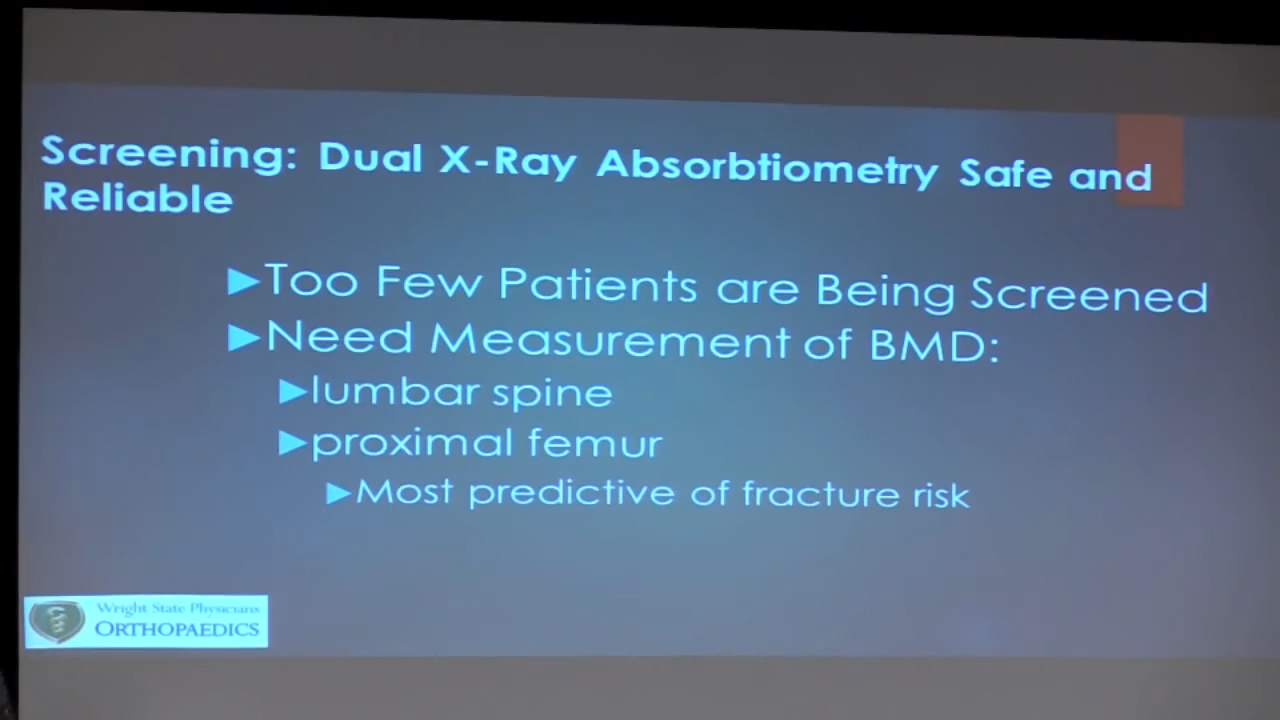 Screening: Dual X-Ray Absorbtiometry Safe and
Reliable
►Too Few Patients are Being Screened
►Need Measurement of BMD:
►lumbar spine
►proximal femur
►Most predictive of fracture risk
Wright State Physicians
ORTHOPAEDICS